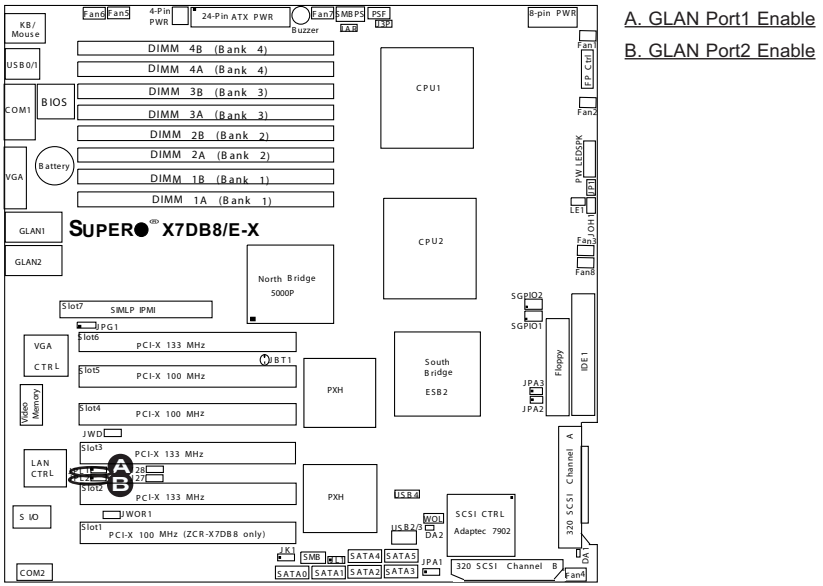 Fan6 Fan5
4-Pin PWR
24-Pin ATX PWR
Buzzer
Fan7
SMBPS
PSF
JAR
J3P
8-pin PWR
KB/ Mouse
USB0/1
COM1
BIOS
VGA
Battery
GLAN1
GLAN2
DIMM 4B (Bank 4)
DIMM 4A (Bank 4)
DIMM 3B (Bank 3)
DIMM 3A (Bank 3)
DIMM 2B (Bank 2)
DIMM 2A (Bank 2)
DIMM 1B (Bank 1)
DIMM 1A (Bank 1)
SUPER® X7DB8/E-X
CPU1
CPU2
Fan1
FP Ctrl
Fan2
PW LED SPK
JP1
LE1
JOH1
Fan3
Fan8
North Bridge
5000P
Slot7
SIMLP IPMI
JPG1
Slot6
PCI-X 133 MHz
VGA
CTRL
JBT1
Slot5
PCI-X 100 MHz
PXH
South Bridge
ESB2
SGPIO2
SGPIO1
Floppy
IDE1
JPA3
JPA2
Video Memory
Slot4
PCI-X 100 MHz
JWD
Slot3
PCI-X 133 MHz
LAN
CTRL
A
B
Slot2
PCI-X 133 MHz
PXH
USB4
320 SCSI Channel A
S I/O
JWOR1
Slot1
PCI-X 100 MHz (ZCR-X7DB8 only)
USB2/3
WOL
DA2
SCSI CTRL
Adaptec 7902
DA1
COM2
JK1
SMB
JL1
SATA4 SATA5
SATA0 SATA1 SATA2 SATA3
JPA1
320 SCSI Channel B
Fan4
A. GLAN Port1 Enable
B. GLAN Port2 Enable